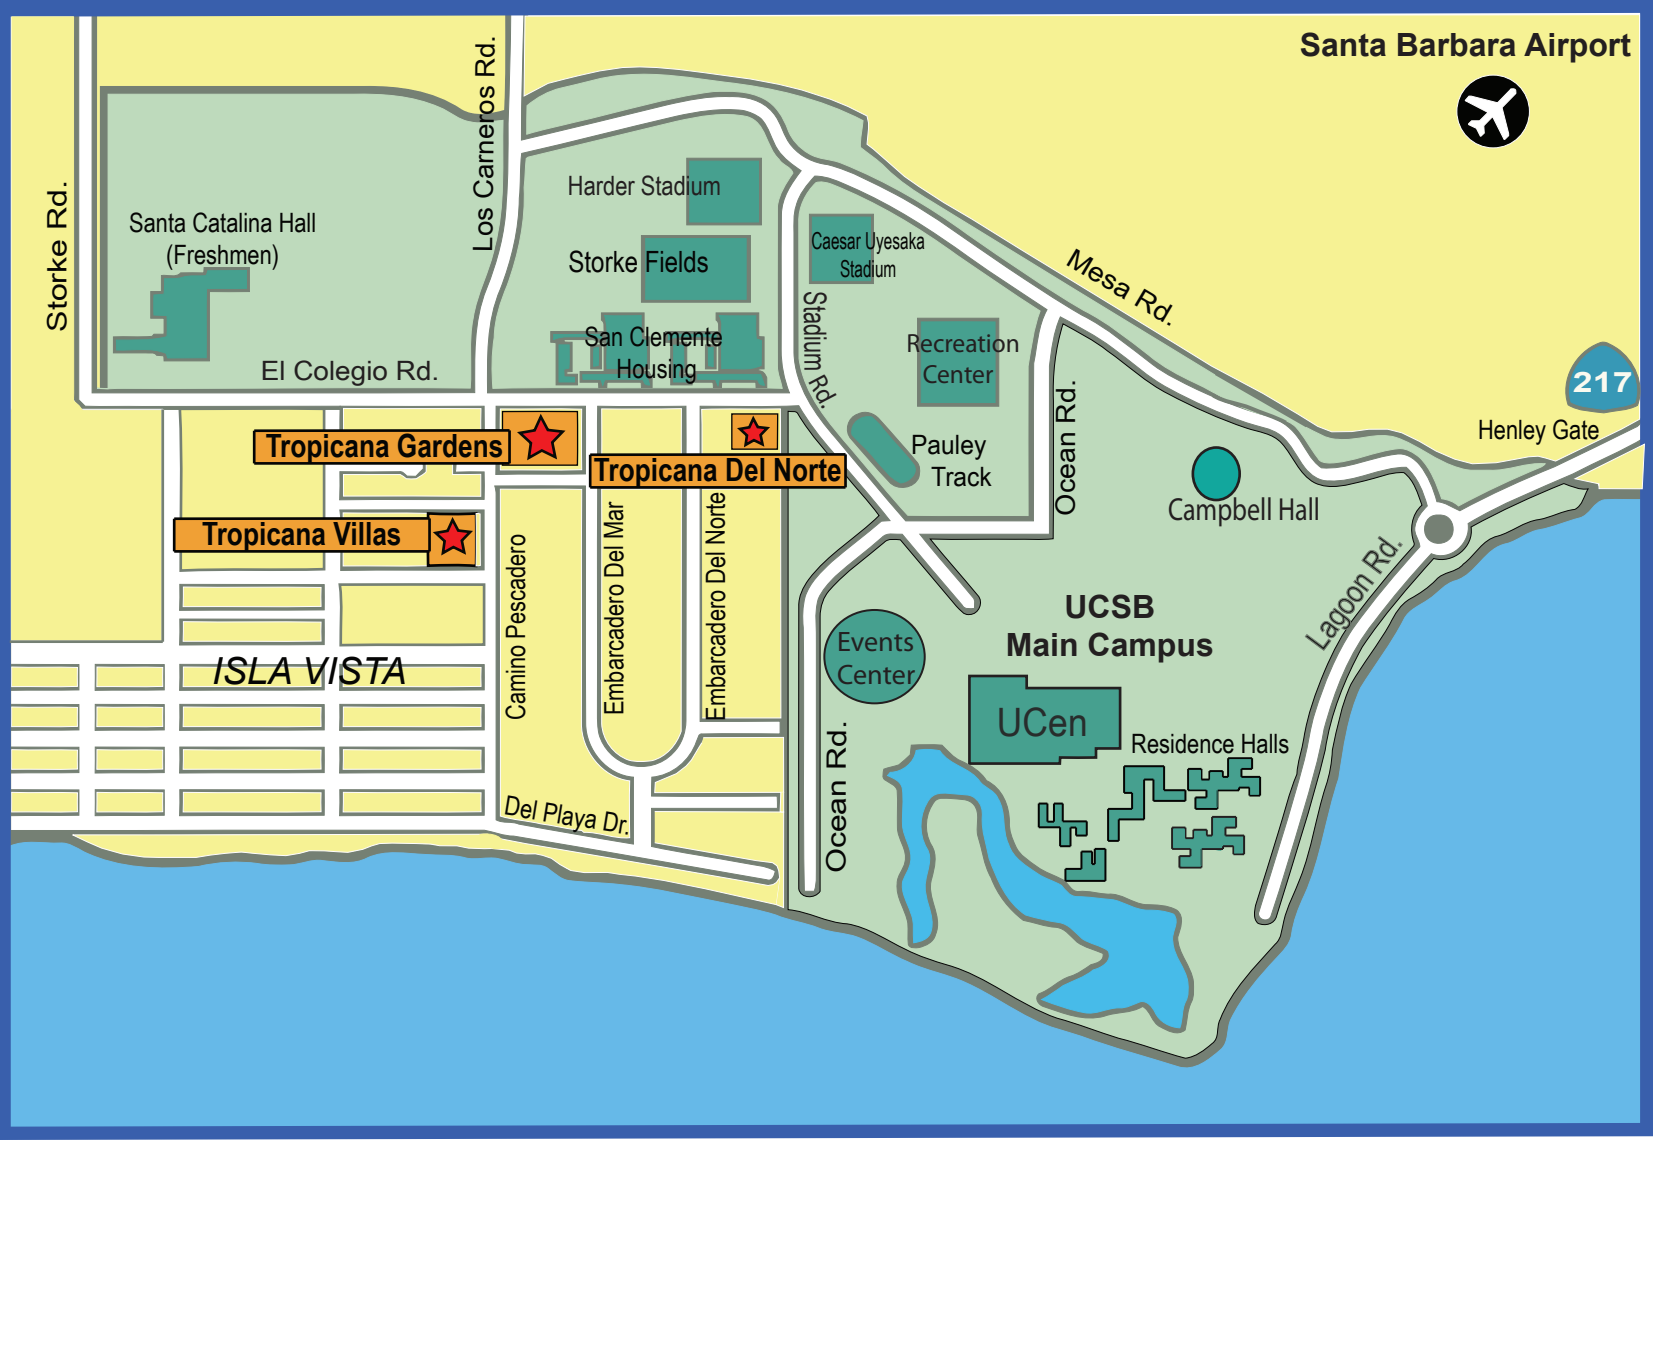 Santa Barbara Airport
Los Carneros Rd.
Storke Rd.
Harder Stadium
Santa Catalina Hall
(Freshmen)
Caesar Uyesaka
Stadium
Storke Fields
Mesa Rd.
Stadium Rd.
San Clemente
Housing
Recreation
Center
El Colegio Rd.
217
Henley Gate
Ocean Rd.
Tropicana Gardens
Pauley
Track
Tropicana Del Norte
Campbell Hall
Tropicana Villas
Camino Pescadero
Embarcadero Del Mar
Embarcadero Del Norte
Lagoon Rd.
UCSB
Main Campus
Events
Center
ISLA VISTA
UCen
Residence Halls
Ocean Rd.
Del Playa Dr.